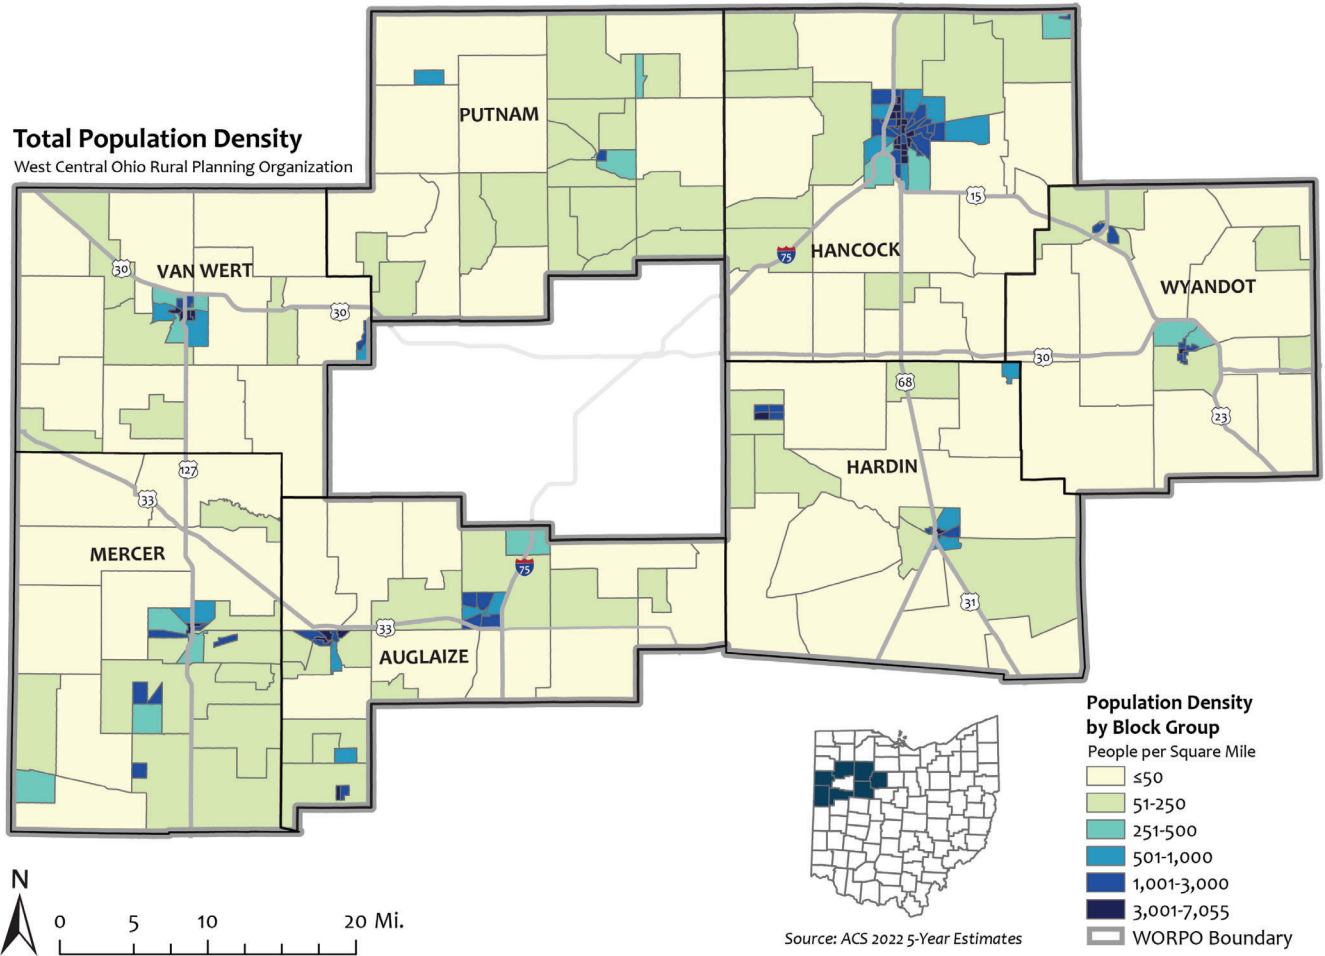 Total Population Density
West Central Ohio Rural Planning Organization
PUTNAM
HANCOCK
15
75
VAN WERT
30
30
WYANDOT
30
68
23
HARDIN
127
33
MERCER
75
31
33
AUGLAIZE
Population Density
by Block Group
People per Square Mile
≤50
51-250
251-500
501-1,000
1,001-3,000
3,001-7,055
WORPO Boundary
N
0 5 10 20 Mi.
Source: ACS 2022 5-Year Estimates